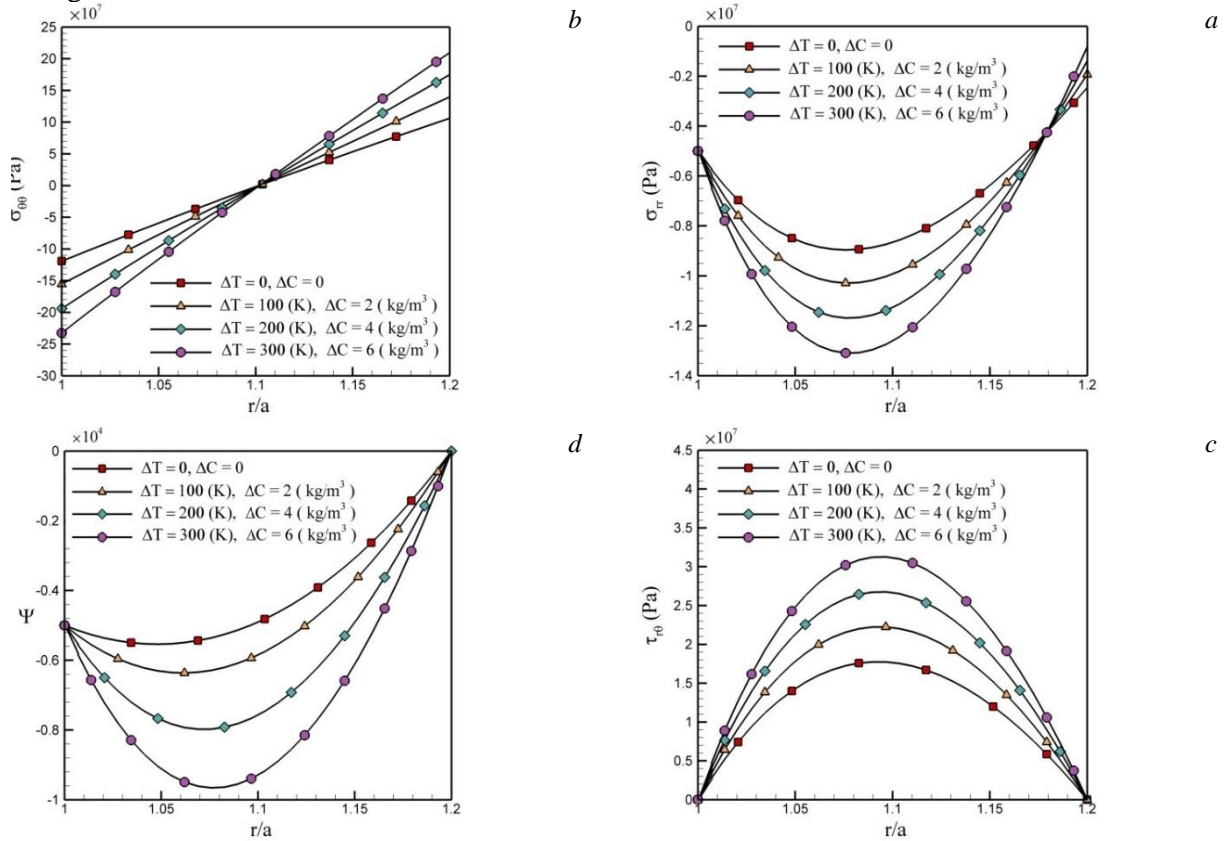 ×10⁷
b
25
20
15
10
5
0
-5
-10
-15
-20
-25
-30
σθθ (Pa)
ΔT = 0, ΔC = 0
ΔT = 100 (K), ΔC = 2 ( kg/m³)
ΔT = 200 (K), ΔC = 4 ( kg/m³)
ΔT = 300 (K), ΔC = 6 ( kg/m³)
1 1.05 1.1 1.15 1.2
r/a
×10⁷
a
0
-0.2
-0.4
-0.6
-0.8
-1
-1.2
-1.4
σrr (Pa)
ΔT = 0, ΔC = 0
ΔT = 100 (K), ΔC = 2 ( kg/m³)
ΔT = 200 (K), ΔC = 4 ( kg/m³)
ΔT = 300 (K), ΔC = 6 ( kg/m³)
1 1.05 1.1 1.15 1.2
r/a
×10⁴
d
0
-0.2
-0.4
-0.6
-0.8
-1
Ψ
ΔT = 0, ΔC = 0
ΔT = 100 (K), ΔC = 2 ( kg/m³)
ΔT = 200 (K), ΔC = 4 ( kg/m³)
ΔT = 300 (K), ΔC = 6 ( kg/m³)
1 1.05 1.1 1.15 1.2
r/a
×10⁷
c
4.5
4
3.5
3
2.5
2
1.5
1
0.5
0
τrθ (Pa)
ΔT = 0, ΔC = 0
ΔT = 100 (K), ΔC = 2 ( kg/m³)
ΔT = 200 (K), ΔC = 4 ( kg/m³)
ΔT = 300 (K), ΔC = 6 ( kg/m³)
1 1.05 1.1 1.15 1.2
r/a